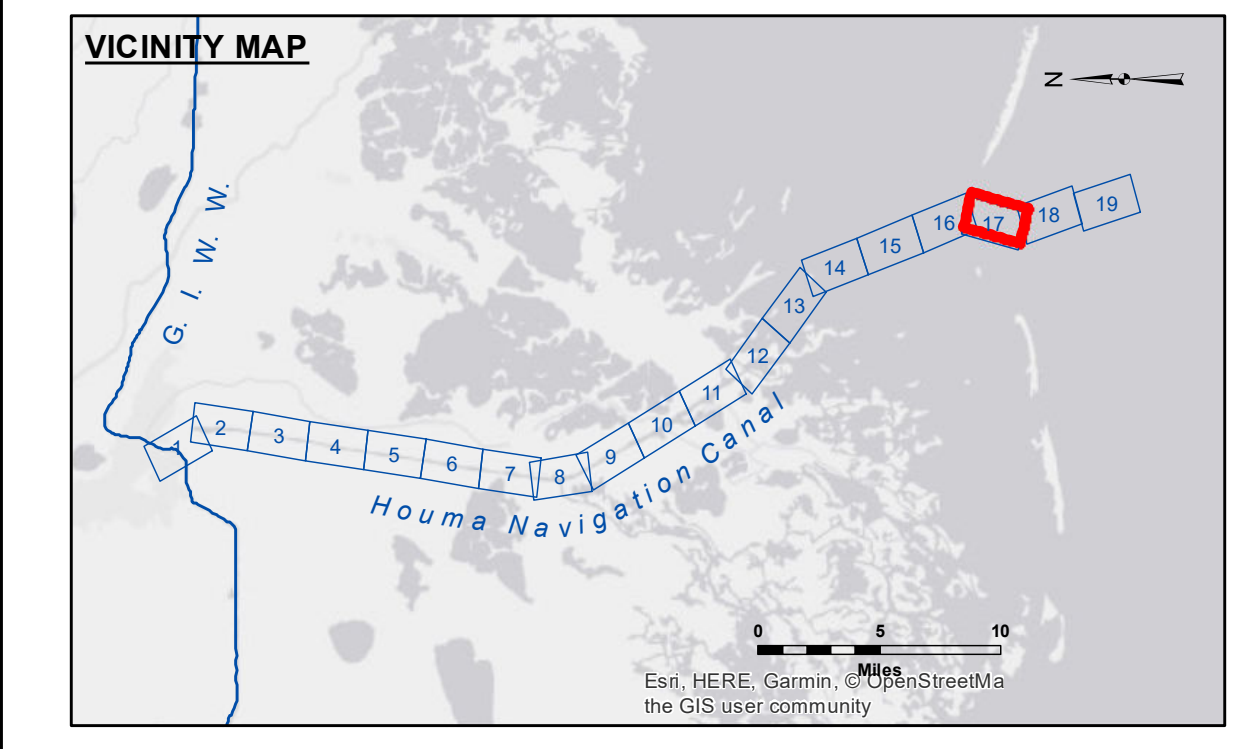 VICINITY MAP
N
G. I. W. W.
1
2
3
4
5
6
7
8
9
10
11
12
13
14
15
16
17
18
19
Houma Navigation Canal
0 5 10
Miles
Esri, HERE, Garmin, © OpenStreetMa
the GIS user community